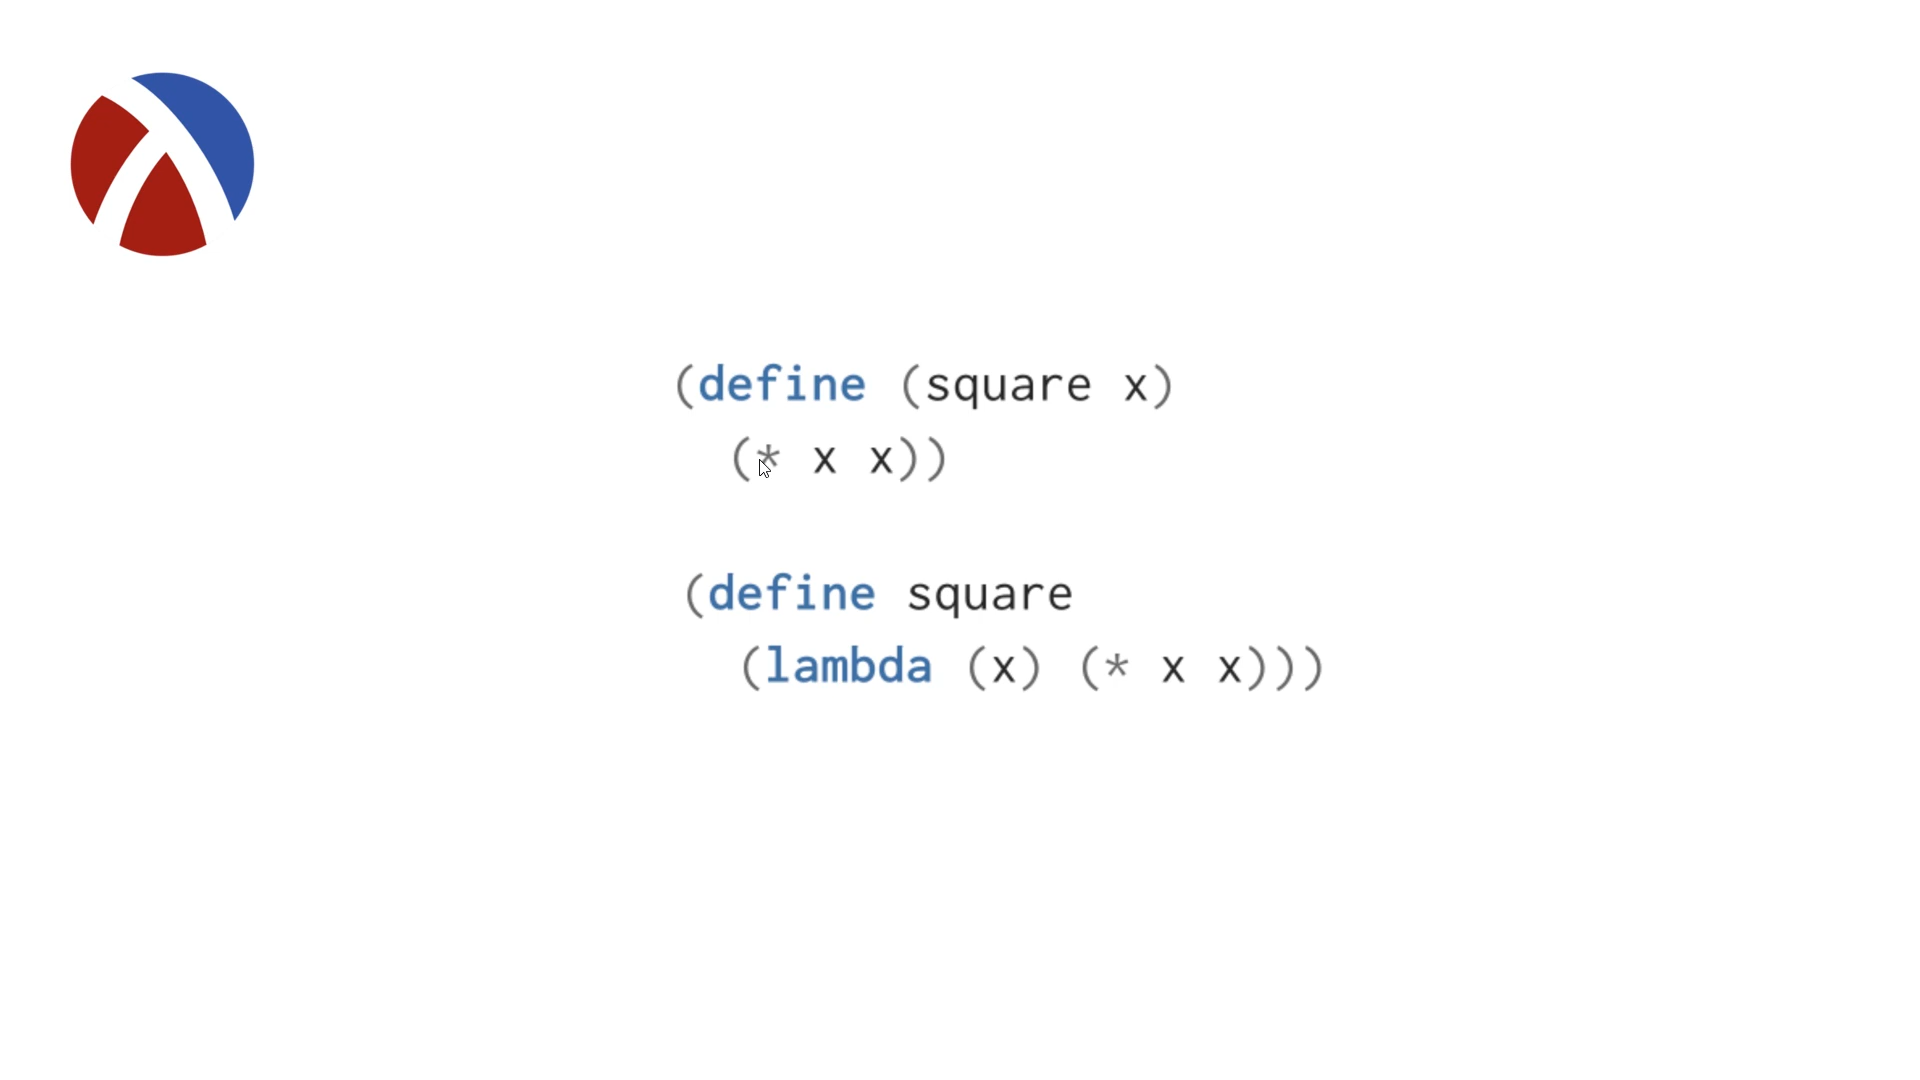 (define (square x)
(* x x))
(define square
(lambda (x) (* x x)))